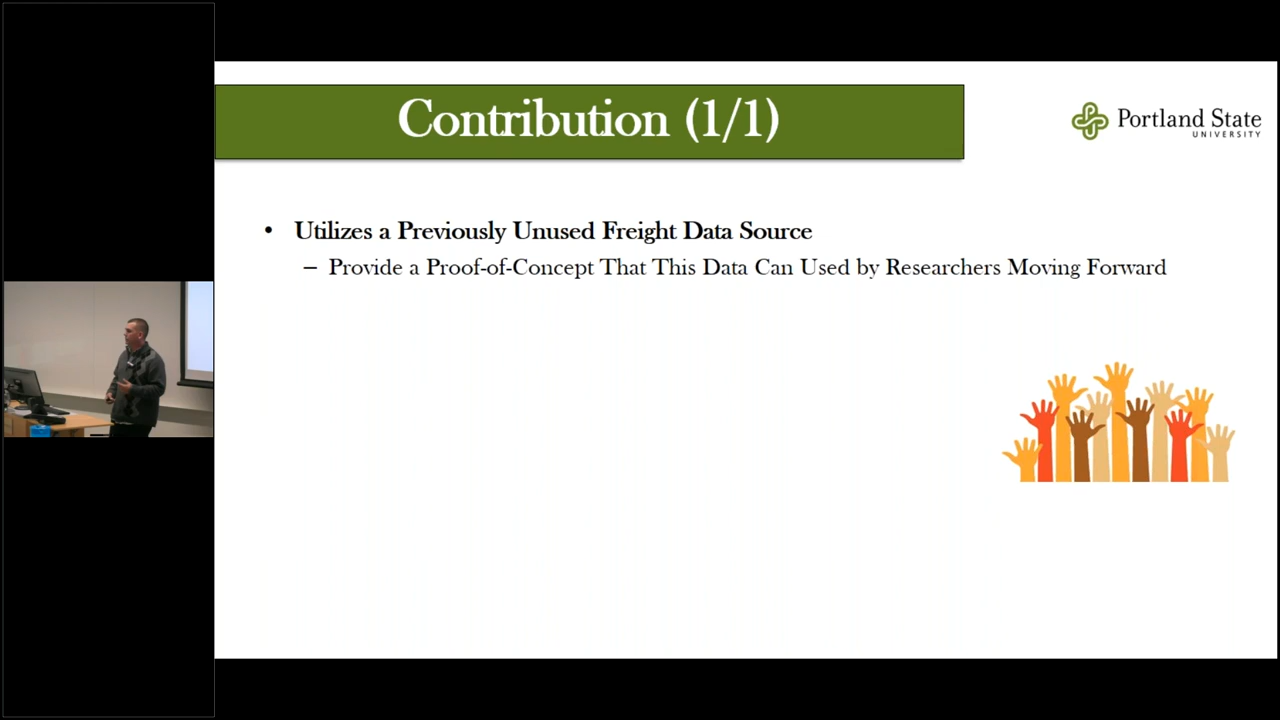 Contribution (1/1)
Portland State
UNIVERSITY
• Utilizes a Previously Unused Freight Data Source
– Provide a Proof-of-Concept That This Data Can Used by Researchers Moving Forward